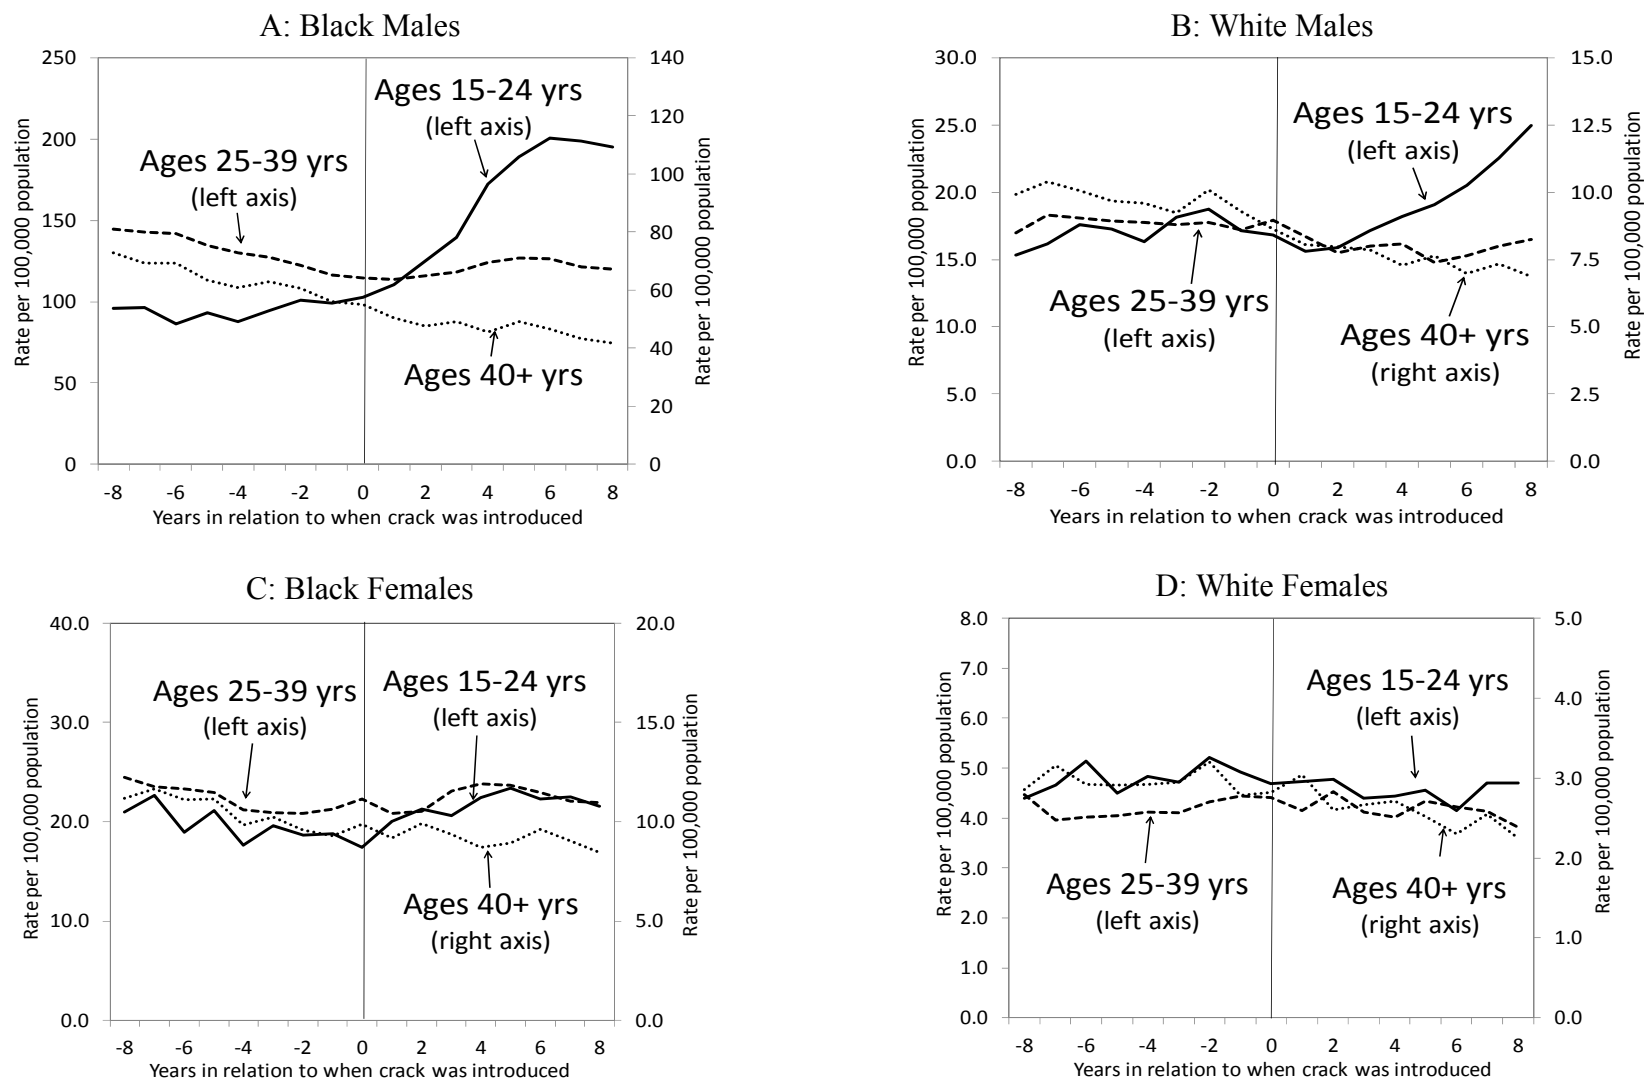 A: Black Males
250
200
150
100
50
0
Rate per 100,000 population
140
120
100
80
60
40
20
0
Rate per 100,000 population
Ages 15-24 yrs
(left axis)
Ages 25-39 yrs
(left axis)
Ages 40+ yrs
-8 -6 -4 -2 0 2 4 6 8
Years in relation to when crack was introduced
B: White Males
30.0
25.0
20.0
15.0
10.0
5.0
0.0
Rate per 100,000 population
15.0
12.5
10.0
7.5
5.0
2.5
0.0
Rate per 100,000 population
Ages 15-24 yrs
(left axis)
Ages 25-39 yrs
(left axis)
Ages 40+ yrs
(right axis)
-8 -6 -4 -2 0 2 4 6 8
Years in relation to when crack was introduced
C: Black Females
40.0
30.0
20.0
10.0
0.0
Rate per 100,000 population
20.0
15.0
10.0
5.0
0.0
Rate per 100,000 population
Ages 25-39 yrs
(left axis)
Ages 15-24 yrs
(left axis)
Ages 40+ yrs
(right axis)
-8 -6 -4 -2 0 2 4 6 8
Years in relation to when crack was introduced
D: White Females
8.0
7.0
6.0
5.0
4.0
3.0
2.0
1.0
0.0
Rate per 100,000 population
5.0
4.0
3.0
2.0
1.0
0.0
Rate per 100,000 population
Ages 15-24 yrs
(left axis)
Ages 25-39 yrs
(left axis)
Ages 40+ yrs
(right axis)
-8 -6 -4 -2 0 2 4 6 8
Years in relation to when crack was introduced